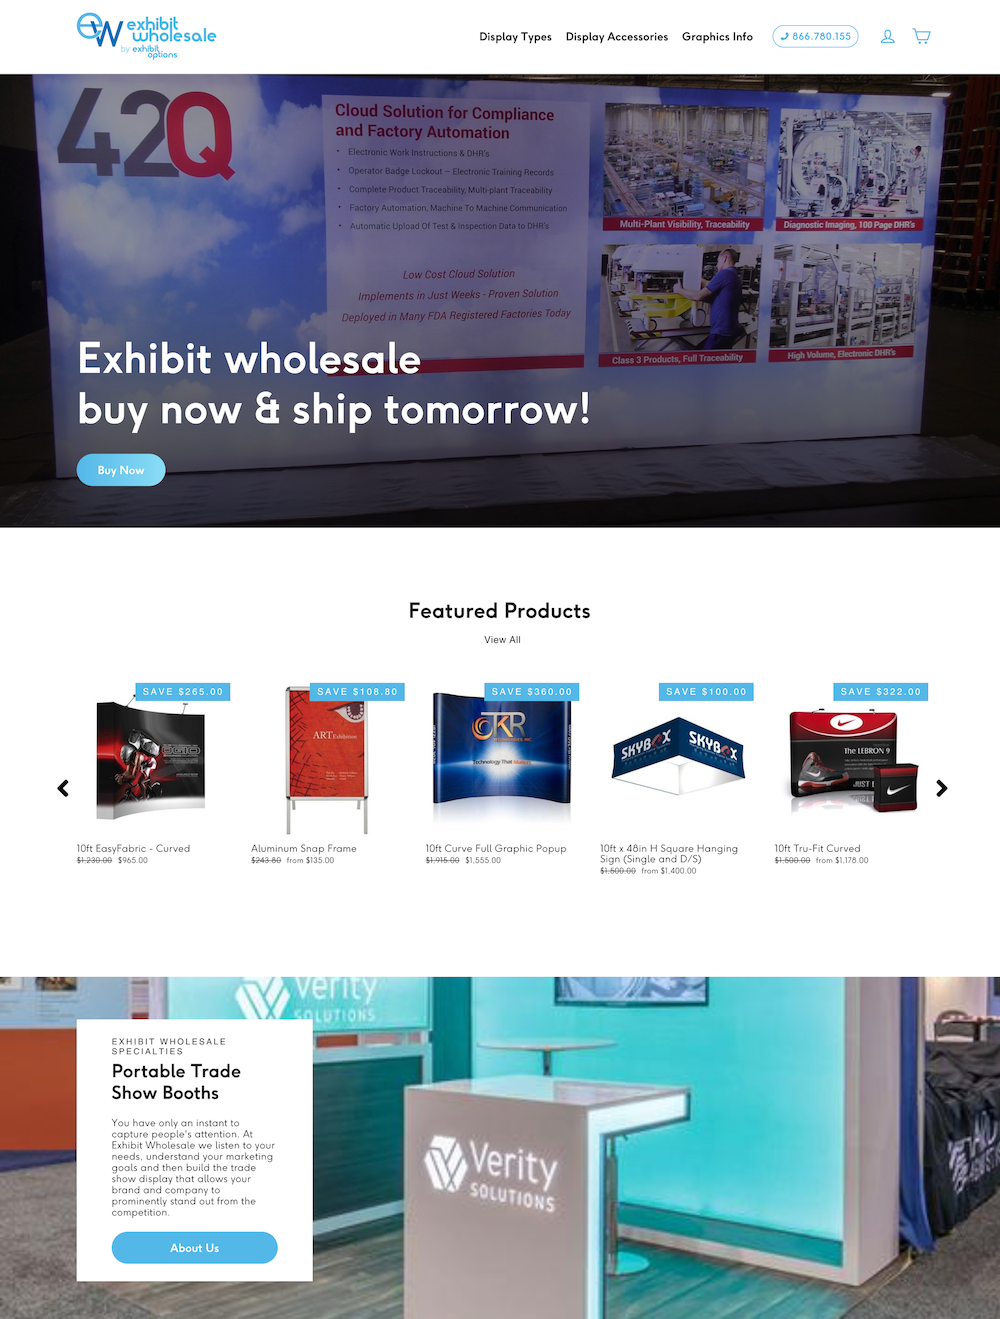 exhibit
wholesale
by exhibit
options
Display Types
Display Accessories
Graphics Info
866.780.155
42Q
Cloud Solution for Compliance
and Factory Automation
• Electronic Work Instructions & DHR's
• Operator Badge Lookout – Electronic Training Records
• Complete Product Traceability, Multi-plant Traceability
• Factory Automation, Machine To Machine Communication
• Automatic Upload Of Test & Inspection Data to DHR's
Low Cost Cloud Solution
Implements in Just Weeks - Proven Solution
Deployed in Many FDA Registered Factories Today
Multi-Plant Visibility, Traceability
Diagnostic Imaging, 100 Page DHR's
Class 3 Products, Full Traceability
High Volume, Electronic DHR's
Exhibit wholesale
buy now & ship tomorrow!
Buy Now
Featured Products
View All
SAVE $265.00
SAVE $108.80
SAVE $360.00
SAVE $100.00
SAVE $322.00
ART Exhibition
TKR
Technology That Matters
SKYBOX
SKYBOX
The LEBRON 9
JUST
10ft EasyFabric - Curved
$1,230.00 $965.00
Aluminum Snap Frame
$243.80 from $135.00
10ft Curve Full Graphic Popup
$1,915.00 $1,555.00
10ft x 48in H Square Hanging
Sign (Single and D/S)
$1,500.00 from $1,400.00
10ft Tru-Fit Curved
$1,500.00 from $1,178.00
Verity
SOLUTIONS
EXHIBIT WHOLESALE
SPECIALTIES
Portable Trade
Show Booths
You have only an instant to
capture people's attention. At
Exhibit Wholesale we listen to your
needs, understand your marketing
goals and then build the trade
show display that allows your
brand and company to
prominently stand out from the
competition.
About Us
Verity
SOLUTIONS